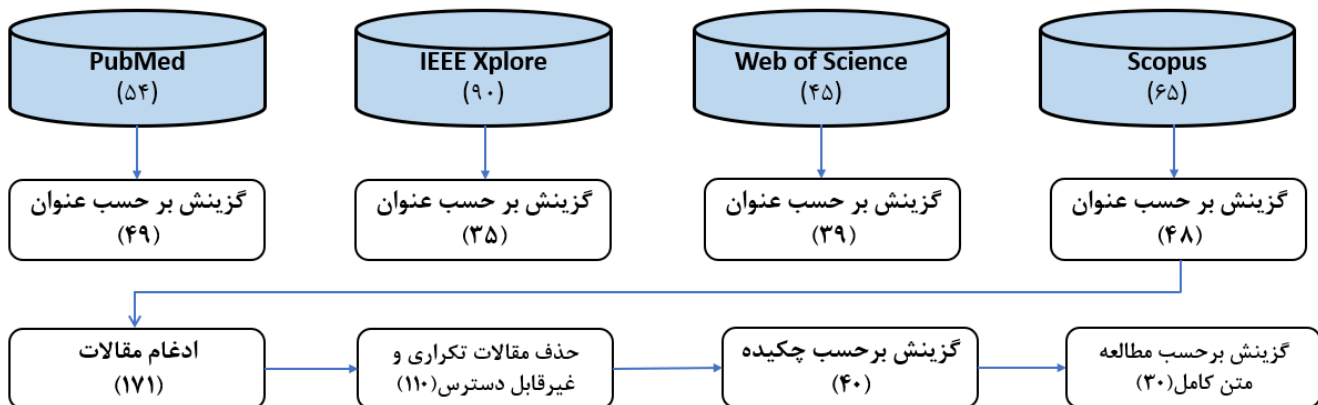 PubMed
(۵۴)
IEEE Xplore
(۹۰)
Web of Science
(۴۵)
Scopus
(۶۵)
گزینش بر حسب عنوان
(۴۹)
گزینش بر حسب عنوان
(۳۵)
گزینش بر حسب عنوان
(۳۹)
گزینش بر حسب عنوان
(۴۸)
ادغام مقالات
(۱۷۱)
حذف مقالات تکراری و
غیرقابل دسترس(۱۱۰)
گزینش برحسب چکیده
(۴۰)
گزینش برحسب مطالعه
متن کامل(۳۰)